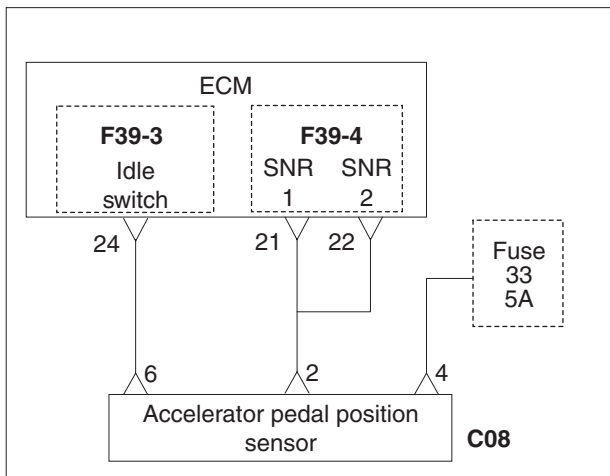 ECM
F39-3
F39-4
Idle
switch
SNR SNR
1 2
24
21
22
Fuse
33
5A
6
2
4
Accelerator pedal position
sensor
C08